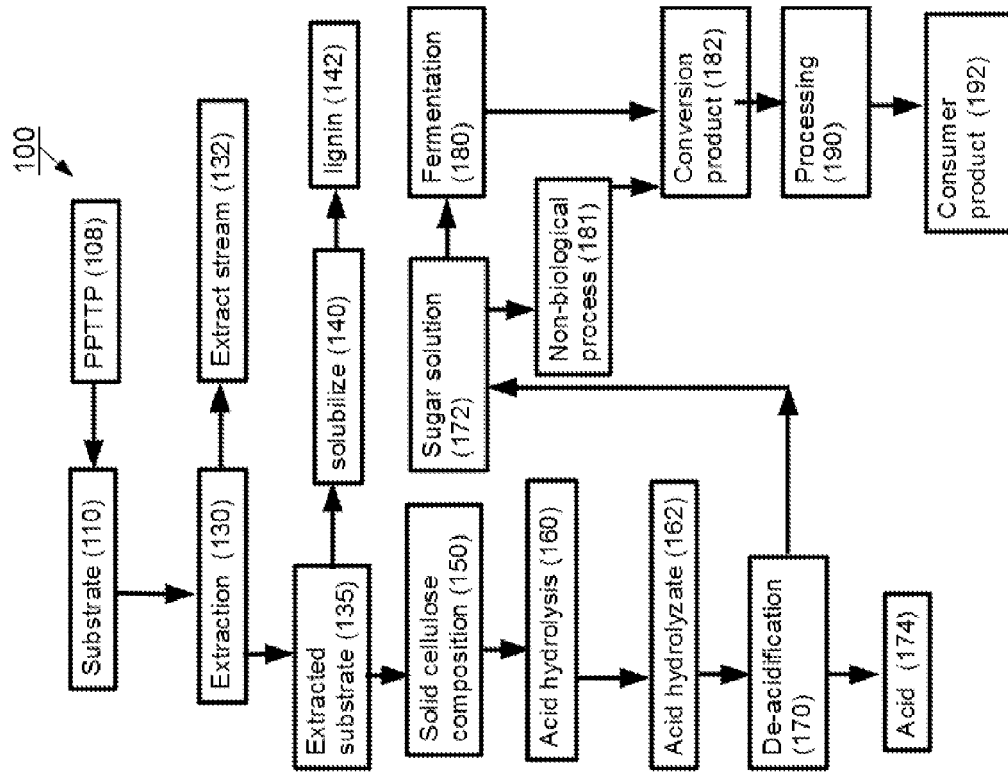 100
PPTTP (108)
Substrate (110)
Extraction (130)
Extract stream (132)
Extracted
substrate (135)
solubilize (140)
lignin (142)
Solid cellulose
composition (150)
Acid hydrolysis (160)
Acid hydrolyzate (162)
De-acidification
(170)
Acid (174)
Sugar solution
(172)
Fermentation
(180)
Non-biological
process (181)
Conversion
product (182)
Processing
(190)
Consumer
product (192)